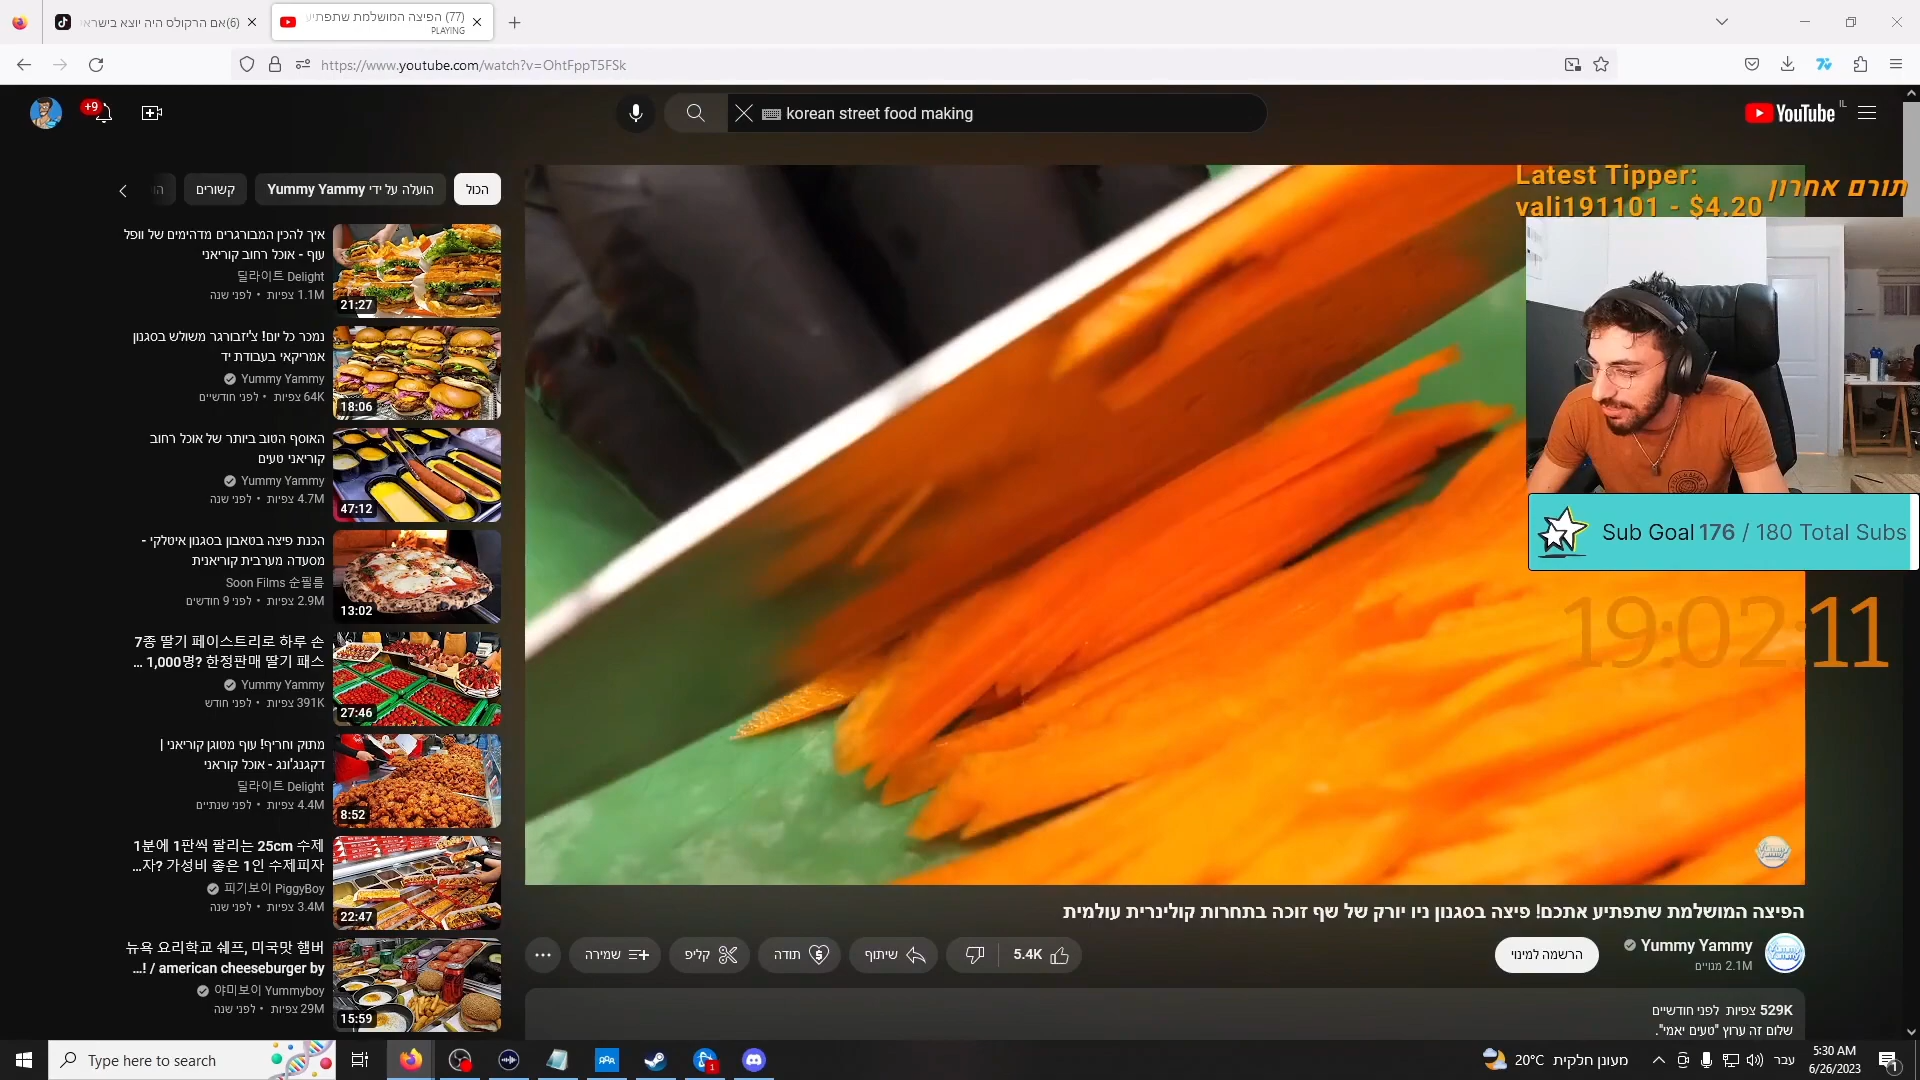 (6)אם הרקולס היה יוצא בישראל
(77) הפיצה המושלמת שתפתיע
PLAYING
https://www.youtube.com/watch?v=OhtFppT5FSk
+9
korean street food making
YouTube IL
הכול
הועלה על ידי Yummy Yammy
קשורים
Latest Tipper:
vali191101 - $4.20
תורם אחרון
איך להכין המבורגרים מדהימים של וופל
עוף - אוכל רחוב קוריאני
딜라이트 Delight
1.1M צפיות • לפני שנה
21:27
נמכר כל יום! צ'יזבורגר משולש בסגנון
אמריקאי בעבודת יד
Yummy Yammy
64K צפיות • לפני חודשיים
18:06
האוסף הטוב ביותר של אוכל רחוב
קוריאני טעים
Yummy Yammy
4.7M צפיות • לפני שנה
47:12
הכנת פיצה בטאבון בסגנון איטלקי -
מסעדה מערבית קוריאנית
Soon Films 순필름
2.9M צפיות • לפני 9 חודשים
13:02
7종 딸기 페이스트리로 하루 손
... 1,000명? 한정판매 딸기 패스
Yummy Yammy
391K צפיות • לפני חודש
27:46
מתוק וחריף! עוף מטוגן קוריאני |
דקגנג'ונג - אוכל קוראני
딜라이트 Delight
4.4M צפיות • לפני שנתיים
8:52
1분에 1판씩 팔리는 25cm 수제
...자? 가성비 좋은 1인 수제피자
피기보이 PiggyBoy
3.4M צפיות • לפני שנה
22:47
뉴욕 요리학교 쉐프, 미국맛 햄버
...! / american cheeseburger by
야미보이 Yummyboy
29M צפיות • לפני שנה
15:59
Sub Goal 176 / 180 Total Subs
19:02:11
Yummy Yammy
הפיצה המושלמת שתפתיע אתכם! פיצה בסגנון ניו יורק של שף זוכה בתחרות קולינרית עולמית
Yummy Yammy
2.1M מנויים
הרשמה למינוי
5.4K
שיתוף
תודה
קליפ
שמירה
529K צפיות לפני חודשיים
שלום זה ערוץ "טעים יאמי".
Type here to search
1
20°C מעונן חלקית
עבר
5:30 AM
6/26/2023
1